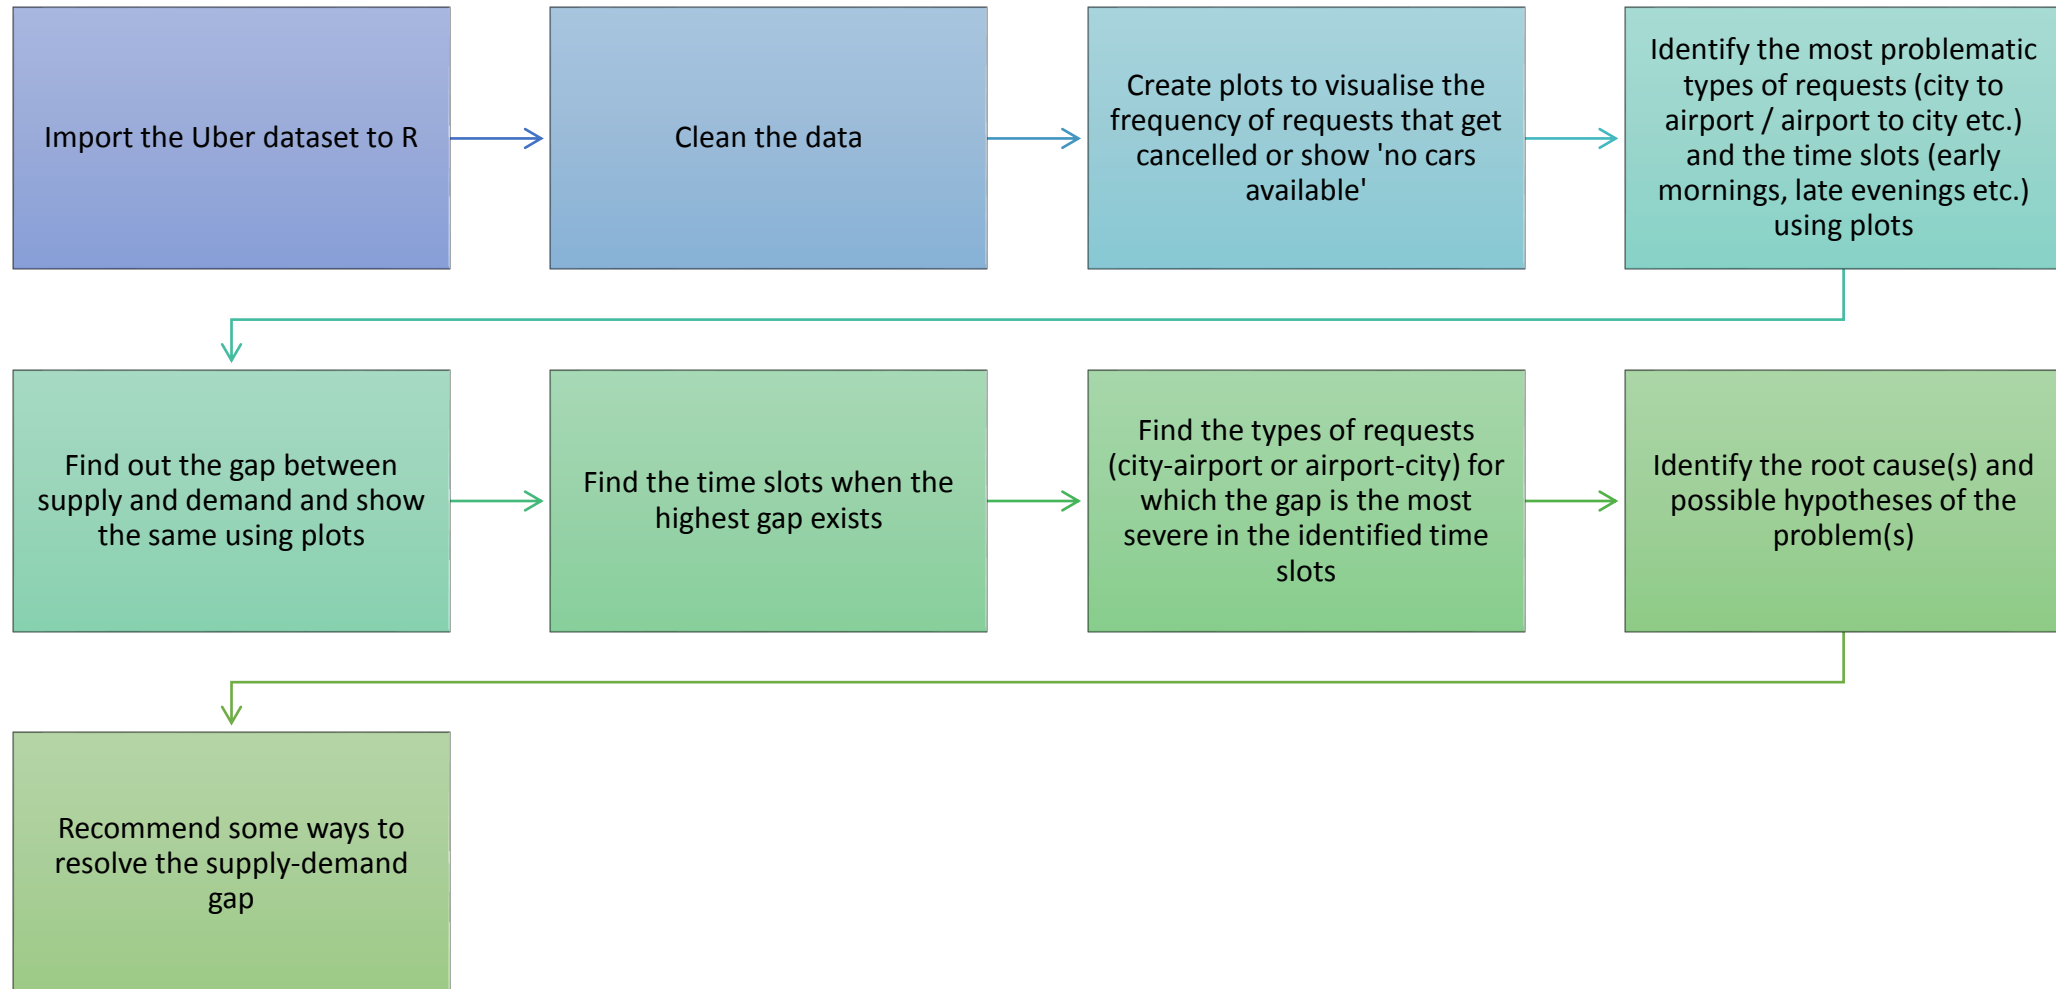 Import the Uber dataset to R
Clean the data
Create plots to visualise the
frequency of requests that get
cancelled or show 'no cars
available'
Identify the most problematic
types of requests (city to
airport / airport to city etc.)
and the time slots (early
mornings, late evenings etc.)
using plots
Find out the gap between
supply and demand and show
the same using plots
Find the time slots when the
highest gap exists
Find the types of requests
(city-airport or airport-city) for
which the gap is the most
severe in the identified time
slots
Identify the root cause(s) and
possible hypotheses of the
problem(s)
Recommend some ways to
resolve the supply-demand
gap